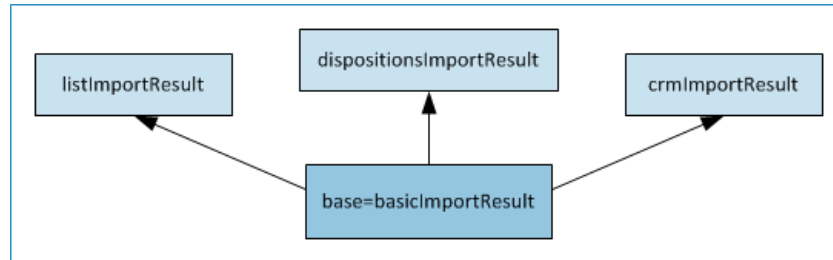 dispositionsImportResult
listImportResult
crmImportResult
base=basicImportResult